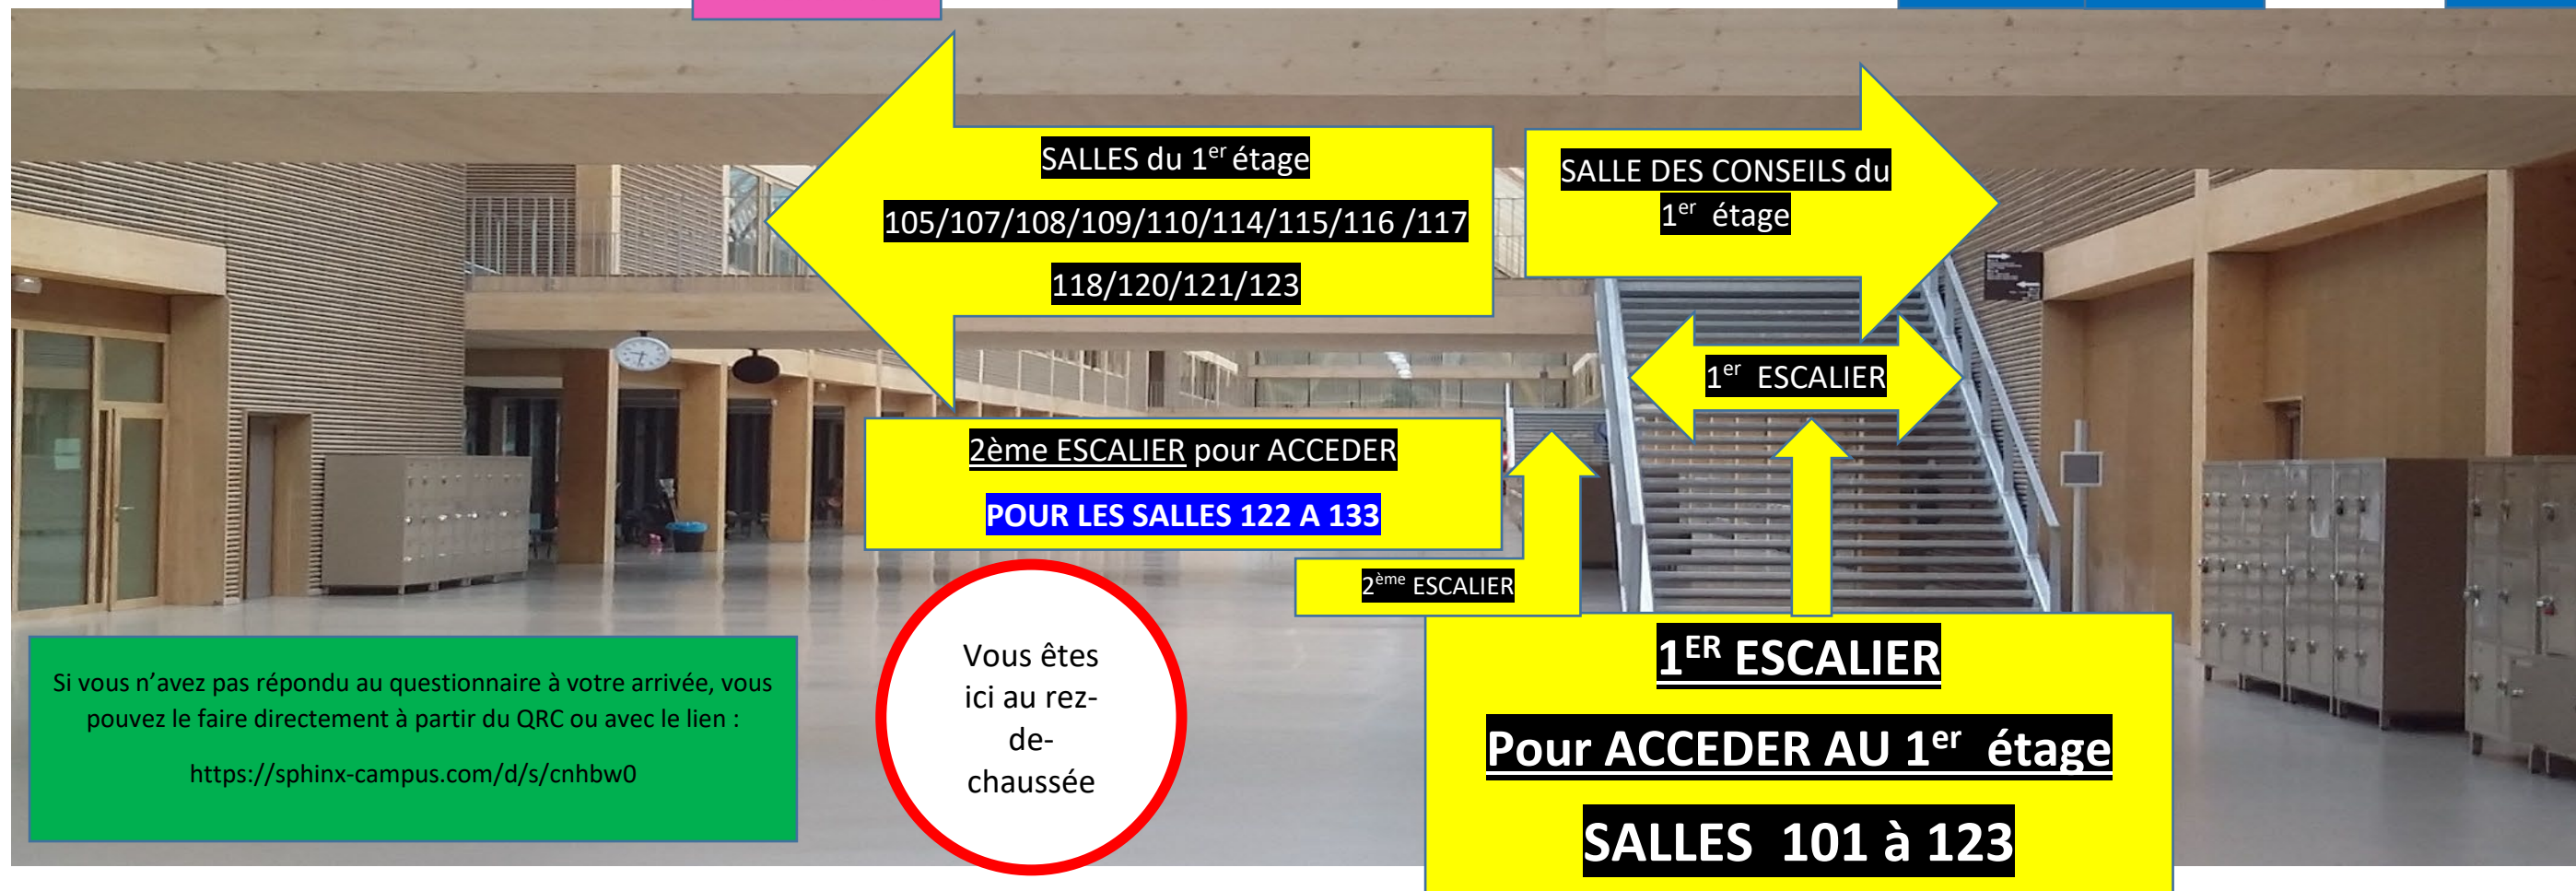 SALLES du 1er étage
105/107/108/109/110/114/115/116 /117
118/120/121/123
SALLE DES CONSEILS du
1er étage
1er ESCALIER
2ème ESCALIER pour ACCEDER
POUR LES SALLES 122 A 133
2ème ESCALIER
Vous êtes
ici au rez-
de-
chaussée
1ER ESCALIER
Pour ACCEDER AU 1er étage
SALLES 101 à 123
Si vous n’avez pas répondu au questionnaire à votre arrivée, vous
pouvez le faire directement à partir du QRC ou avec le lien :
https://sphinx-campus.com/d/s/cnhbw0